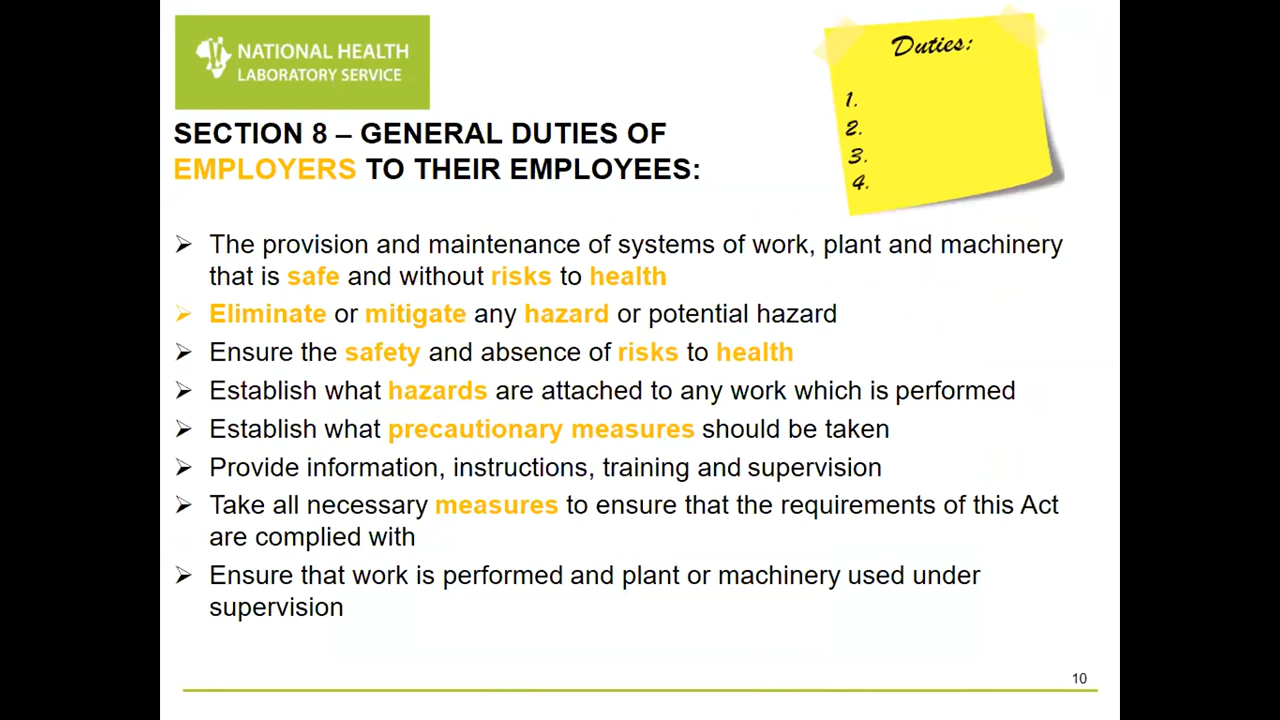 NATIONAL HEALTH
LABORATORY SERVICE
Duties:
1.
2.
3.
4.
SECTION 8 – GENERAL DUTIES OF
EMPLOYERS TO THEIR EMPLOYEES:
➢ The provision and maintenance of systems of work, plant and machinery
that is safe and without risks to health
➢ Eliminate or mitigate any hazard or potential hazard
➢ Ensure the safety and absence of risks to health
➢ Establish what hazards are attached to any work which is performed
➢ Establish what precautionary measures should be taken
➢ Provide information, instructions, training and supervision
➢ Take all necessary measures to ensure that the requirements of this Act
are complied with
➢ Ensure that work is performed and plant or machinery used under
supervision
10